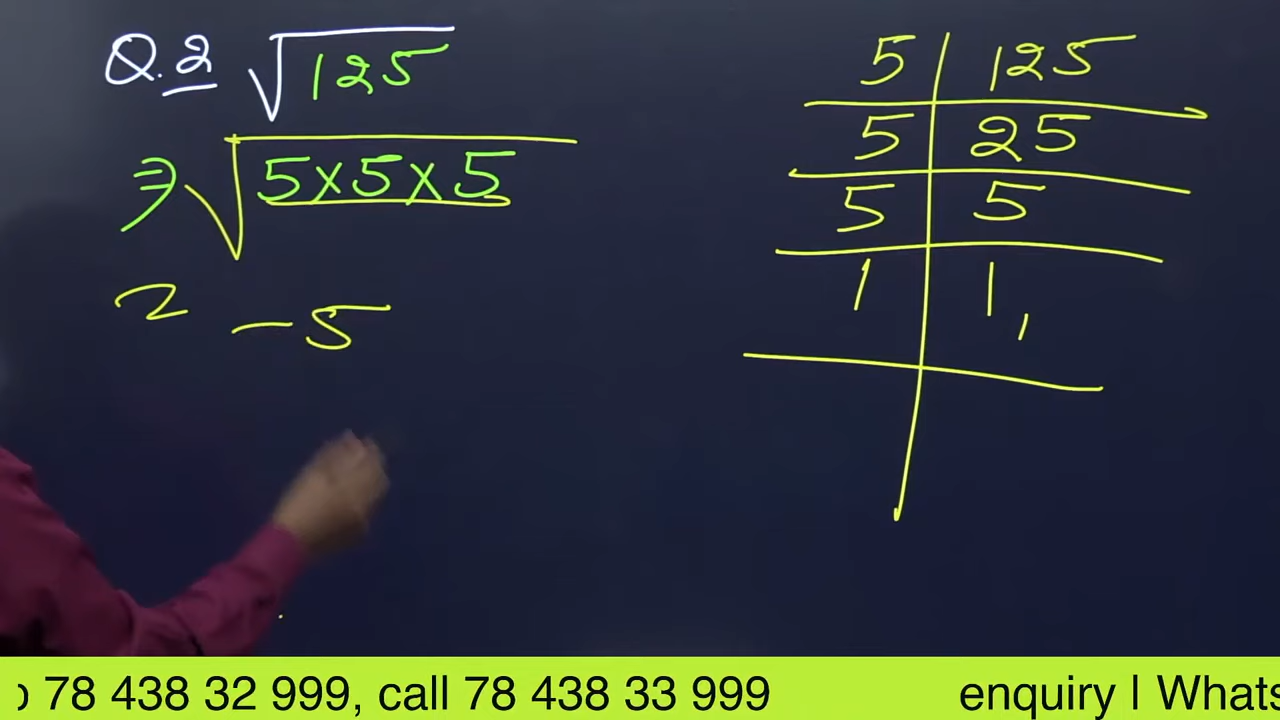 Q.2 √125
⇒ √5×5×5
2 - 5
5 | 125
5 | 25
5 | 5
1 | 1,
p 78 438 32 999, call 78 438 33 999 enquiry | Whats